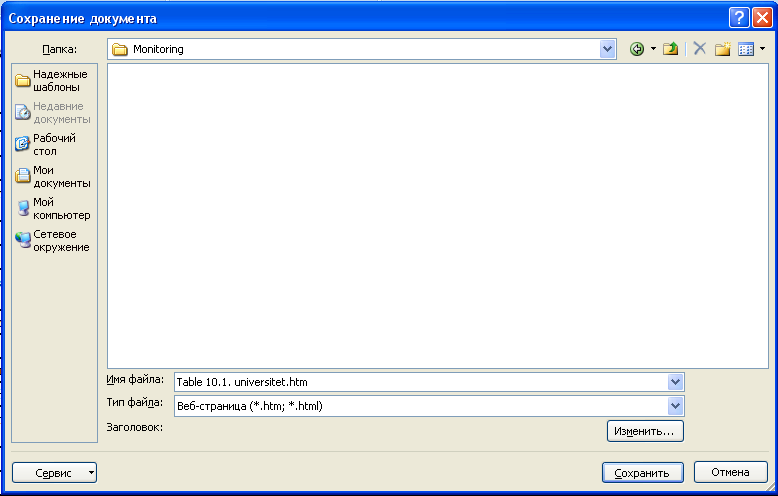 Сохранение документа
Папка:
Monitoring
Надежные
шаблоны
Недавние
документы
Рабочий
стол
Мои
документы
Мой
компьютер
Сетевое
окружение
Имя файла:
Table 10.1. universitet.htm
Тип файла:
Веб-страница (*.htm; *.html)
Заголовок:
Изменить...
Сервис
Сохранить
Отмена